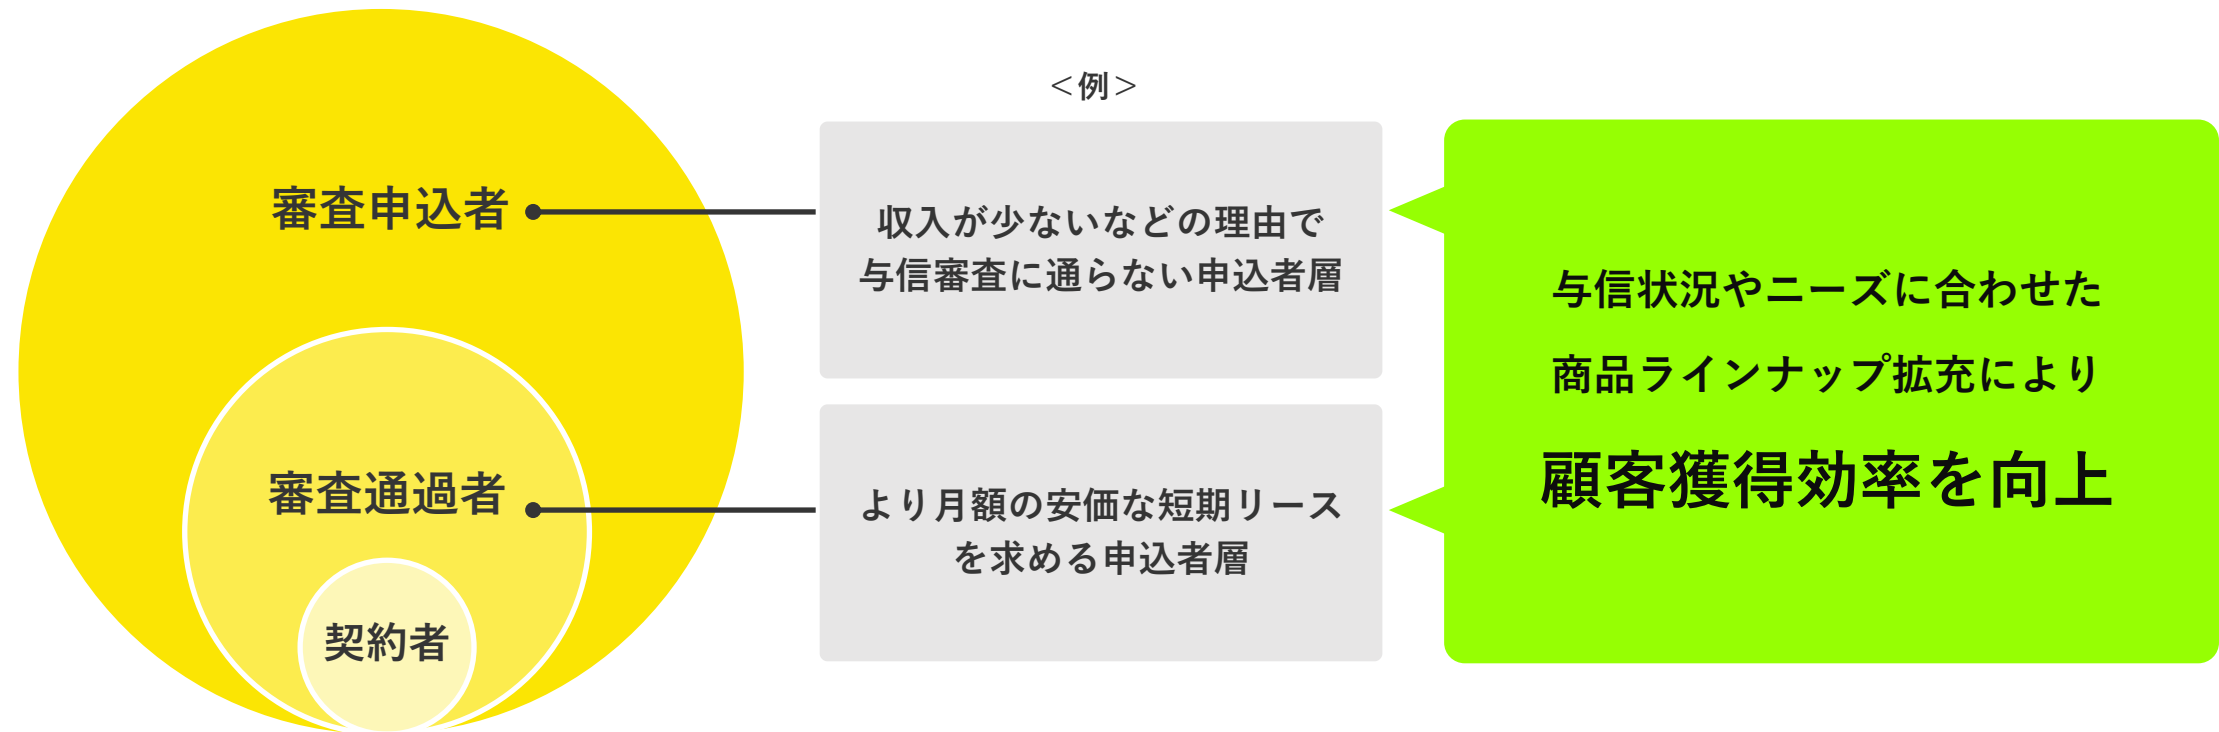 審査申込者
審査通過者
契約者
＜例＞
収入が少ないなどの理由で
与信審査に通らない申込者層
より月額の安価な短期リース
を求める申込者層
与信状況やニーズに合わせた
商品ラインナップ拡充により
顧客獲得効率を向上